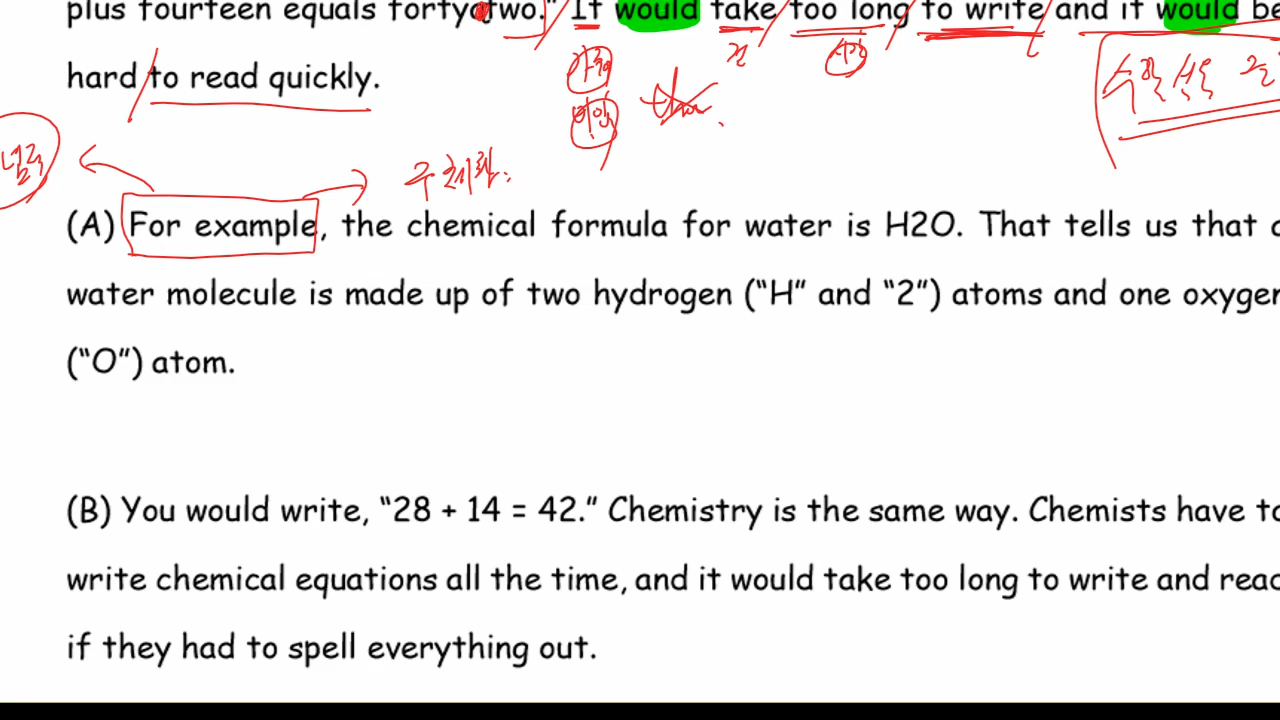 plus fourteen equals forty two." It would take too long to write and it would be
hard to read quickly.
구체화.
(A) For example, the chemical formula for water is H2O. That tells us that
water molecule is made up of two hydrogen ("H" and "2") atoms and one oxygen
("O") atom.
(B) You would write, "28 + 14 = 42." Chemistry is the same way. Chemists have to
write chemical equations all the time, and it would take too long to write and read
if they had to spell everything out.